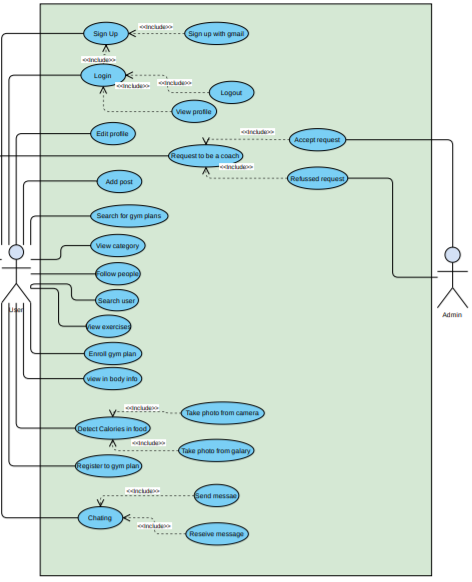 <<Include>>
Sign Up
Sign up with gmail
<<Include>>
Login
<<Include>>
<<Include>>
Logout
View profile
Edit profile
<<Include>>
Accept request
Request to be a coach
<<Include>>
Refussed request
Add post
Search for gym plans
View category
Follow people
Search user
View exercises
User
Admin
Enroll gym plan
View in body info
<<Include>>
Take photo from camera
Detect Calories in food
<<Include>>
Take photo from galary
Register to gym plan
<<Include>>
Send messae
Chating
<<Include>>
Reseive message